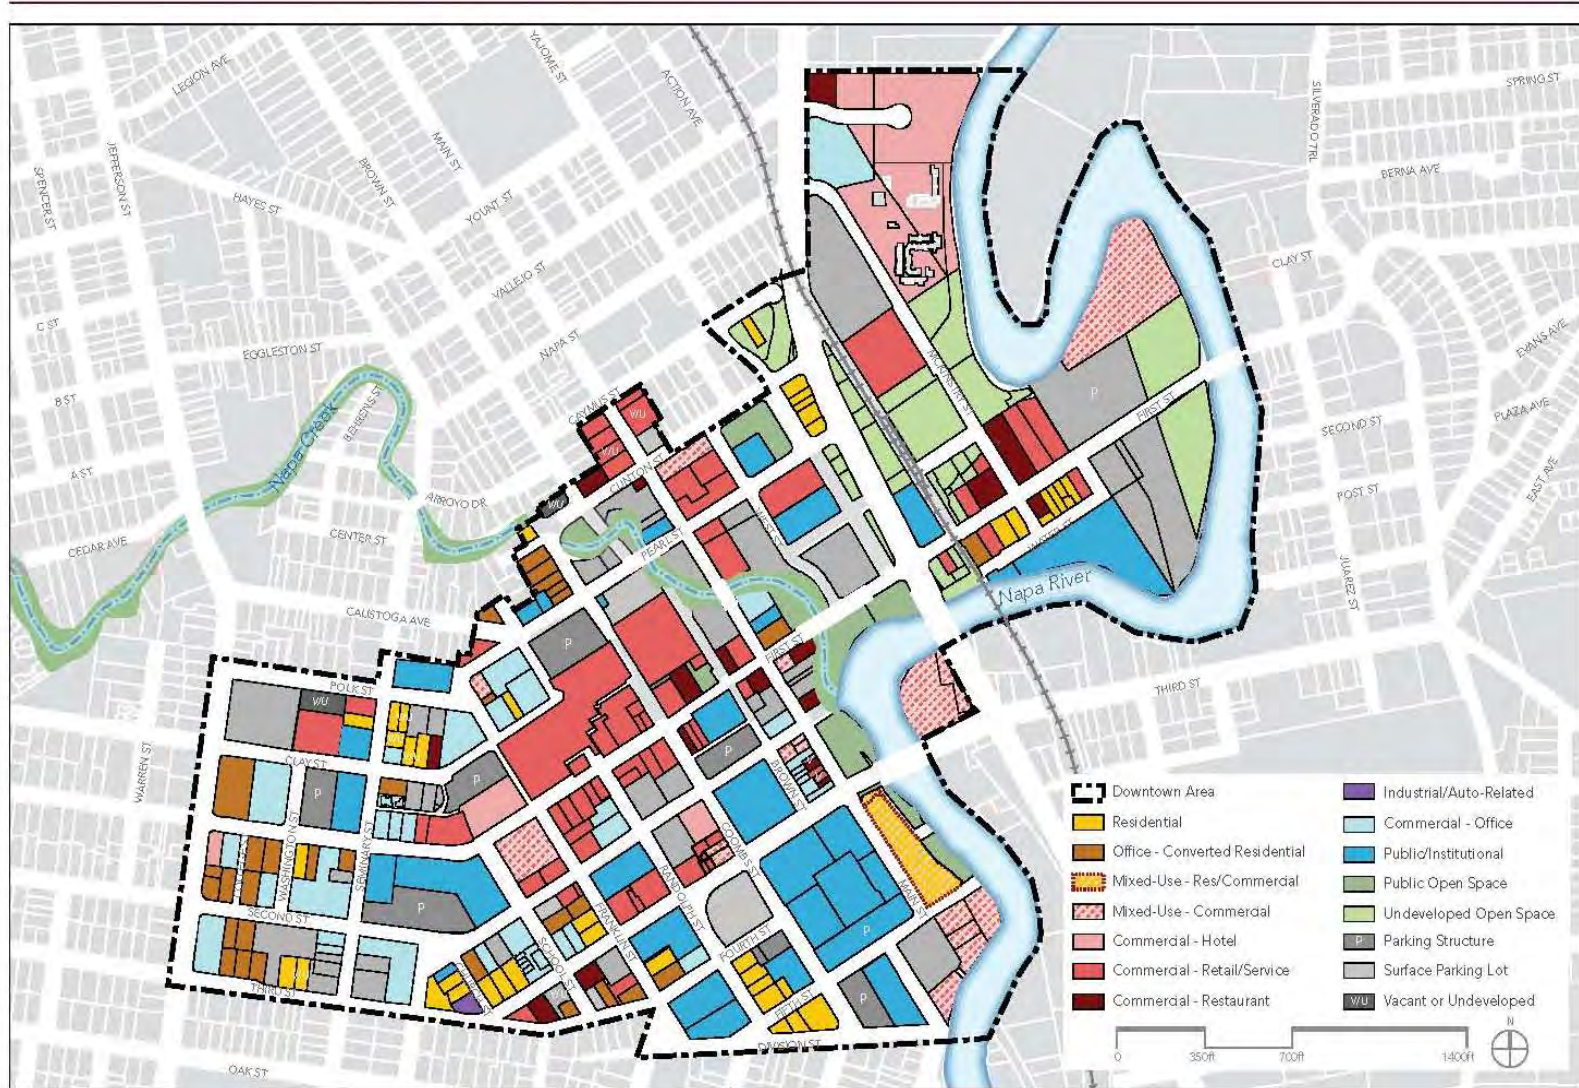 LEGION AVE
YAJOME ST
ACTION AVE
SPRING ST
SILVERADO TRL
SPENCER ST
JEFFERSON ST
MAIN ST
BROWN ST
HAYES ST
YOUNT ST
BERNA AVE
VALLEJO ST
CLAY ST
C ST
EGGLESTON ST
NAPA ST
EVANS AVE
MCKINSTRY ST
B ST
BEHRENS ST
CAYMUS ST
V/U
P
FIRST ST
PLAZA AVE
SECOND ST
Napa Creek
V/U
CLINTON ST
A ST
ARROYO DR
V/U
EAST AVE
POST ST
WEST ST
WATER ST
CEDAR AVE
CENTER ST
PEARL ST
JUAREZ ST
Napa River
CALISTOGA AVE
P
FIRST ST
POLK ST
THIRD ST
V/U
WARREN ST
CLAY ST
P
P
BROWN ST
P
WASHINGTON ST
SEMINARY ST
COOMBS ST
RANDOLPH ST
MAIN ST
SECOND ST
P
FRANKLIN ST
SCHOOL ST
FOURTH ST
P
THIRD ST
CHURCH ST
FIFTH ST
P
DIVISION ST
OAK ST
Downtown Area
Residential
Office - Converted Residential
Mixed-Use - Res/Commercial
Mixed-Use - Commercial
Commercial - Hotel
Commercial - Retail/Service
Commercial - Restaurant
Industrial/Auto-Related
Commercial - Office
Public/Institutional
Public Open Space
Undeveloped Open Space
P Parking Structure
Surface Parking Lot
V/U Vacant or Undeveloped
0 350ft 700ft 1400ft
N